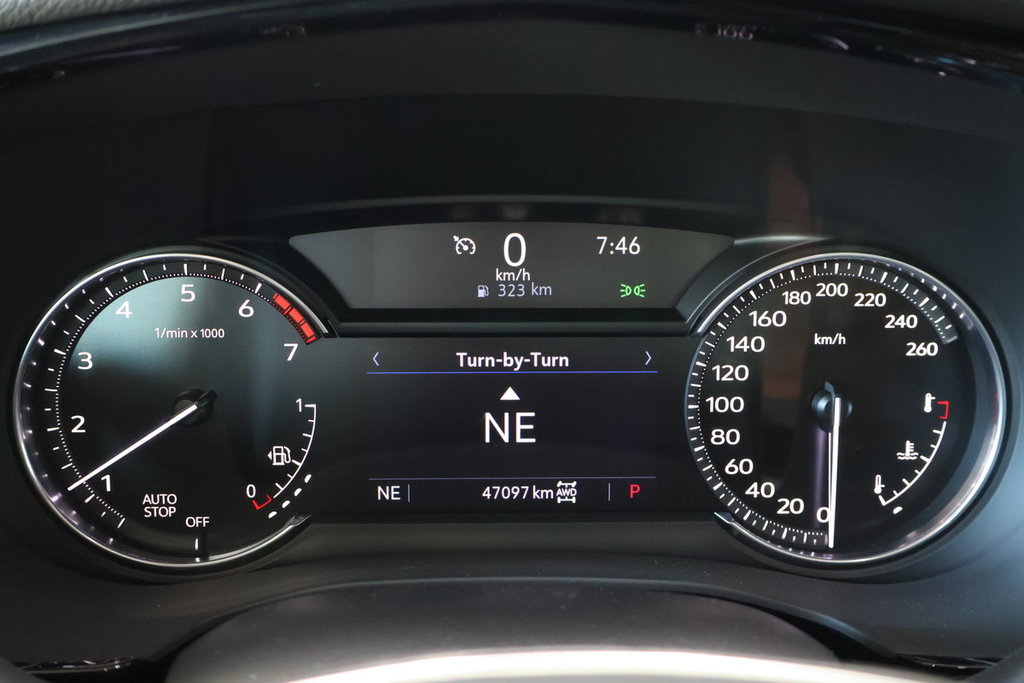 0
km/h
323 km
7:46
1/min x 1000
1
2
3
4
5
6
7
AUTO
STOP
OFF
0
1
‹ Turn-by-Turn ›
NE
NE | 47097 km AWD | P
km/h
0
20
40
60
80
100
120
140
160
180
200
220
240
260